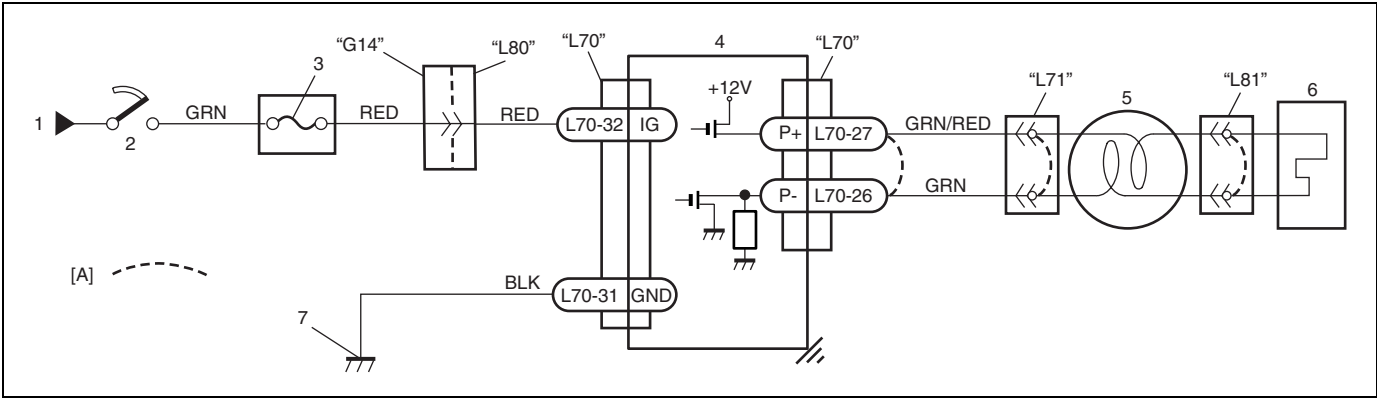 “G14”
“L80”
“L70”
4
“L70”
3
“L71”
5
“L81”
6
+12V
1
2
GRN
RED
RED
L70-32
IG
P+
L70-27
GRN/RED
P-
L70-26
GRN
[A]
BLK
L70-31
GND
7